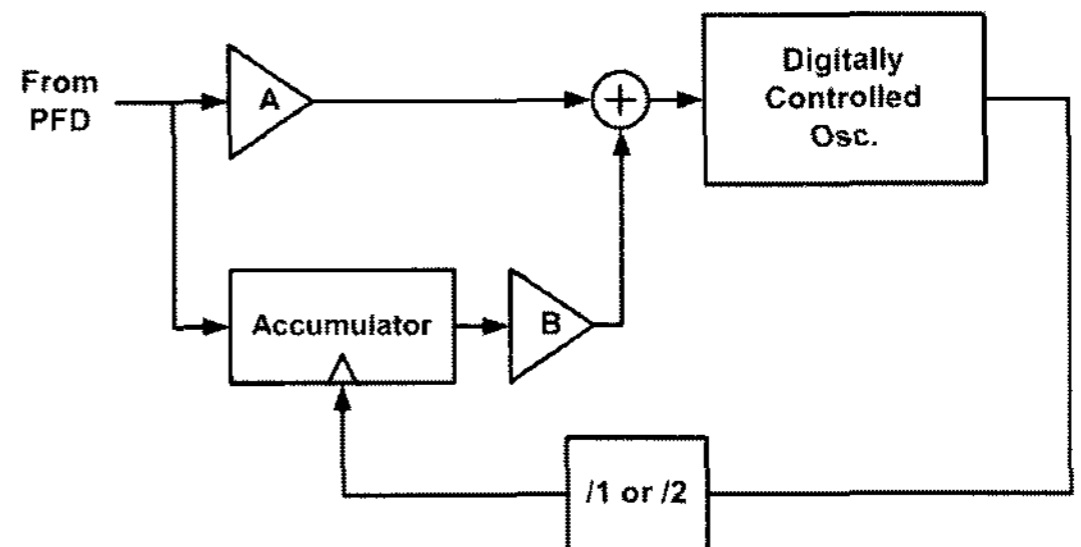 From
PFD
A
+
Digitally
Controlled
Osc.
Accumulator
B
/1 or /2